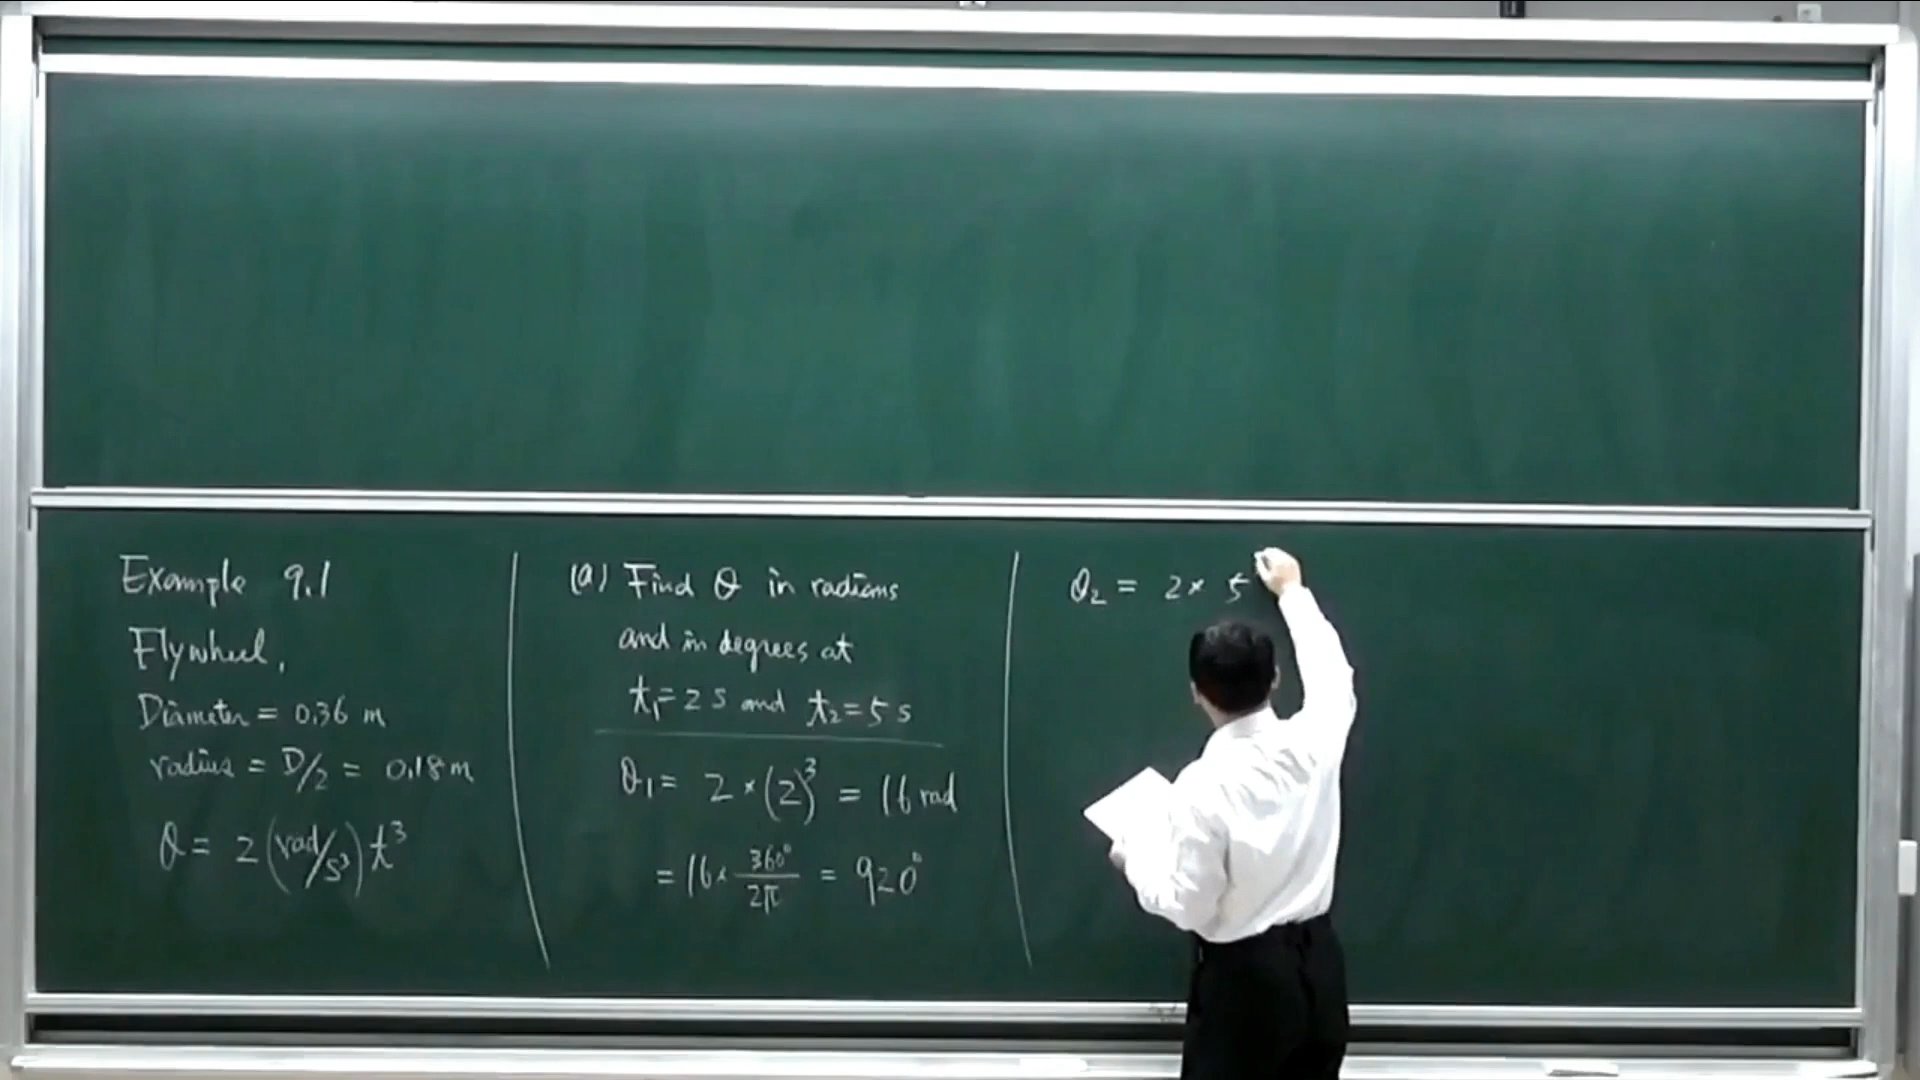 Example 9.1
Flywheel,
Diameter = 0.36 m
radius = D/2 = 0.18 m
θ = 2 (rad/s³) t³
(a) Find θ in radians
and in degrees at
t₁ = 2 s and t₂ = 5 s
θ₁ = 2 × (2)³ = 16 rad
= 16 × 360°/2π = 920°
θ₂ = 2 × 5